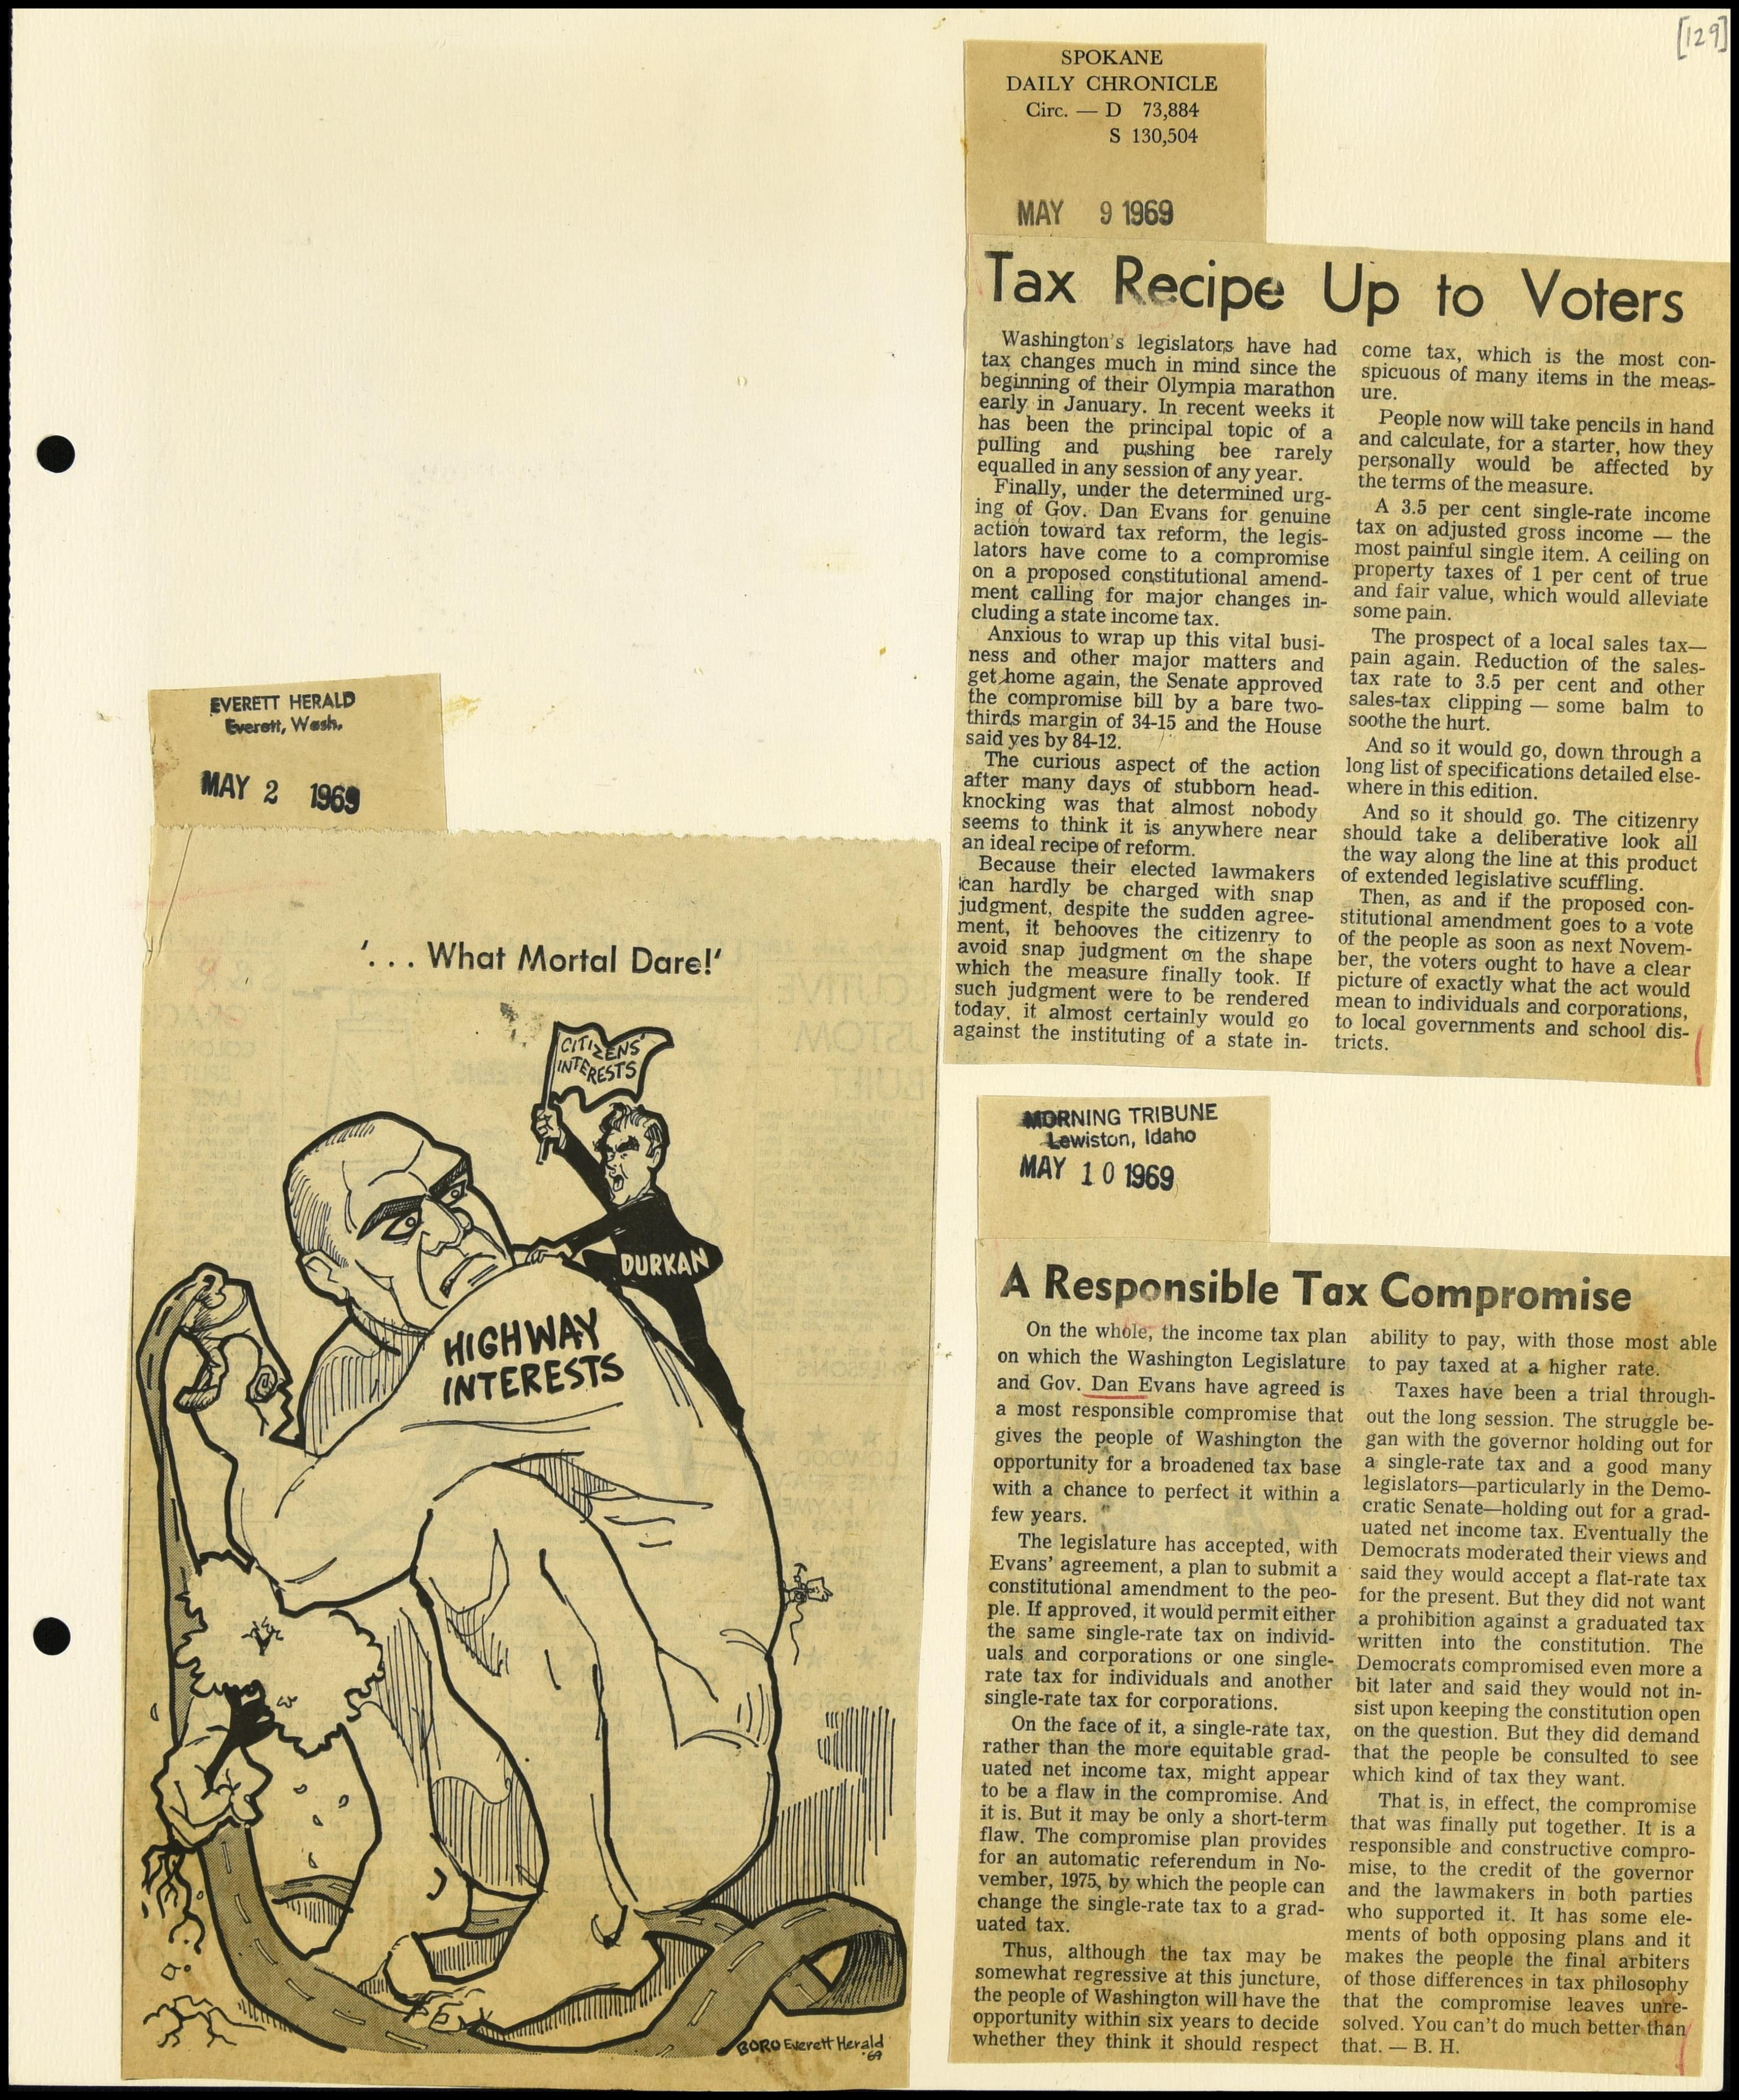 [129]
EVERETT HERALD
Everett, Wash.
MAY 2 1969
'. . . What Mortal Dare!'
CITIZENS'
INTERESTS
DURKAN
HIGHWAY
INTERESTS
BORO Everett Herald
'69
SPOKANE
DAILY CHRONICLE
Circ. — D 73,884
S 130,504
MAY 9 1969
Tax Recipe Up to Voters
Washington's legislators have had
tax changes much in mind since the
beginning of their Olympia marathon
early in January. In recent weeks it
has been the principal topic of a
pulling and pushing bee rarely
equalled in any session of any year.
Finally, under the determined urg-
ing of Gov. Dan Evans for genuine
action toward tax reform, the legis-
lators have come to a compromise
on a proposed constitutional amend-
ment calling for major changes in-
cluding a state income tax.
Anxious to wrap up this vital busi-
ness and other major matters and
get home again, the Senate approved
the compromise bill by a bare two-
thirds margin of 34-15 and the House
said yes by 84-12.
The curious aspect of the action
after many days of stubborn head-
knocking was that almost nobody
seems to think it is anywhere near
an ideal recipe of reform.
Because their elected lawmakers
can hardly be charged with snap
judgment, despite the sudden agree-
ment, it behooves the citizenry to
avoid snap judgment on the shape
which the measure finally took. If
such judgment were to be rendered
today, it almost certainly would go
against the instituting of a state in-
come tax, which is the most con-
spicuous of many items in the meas-
ure.
People now will take pencils in hand
and calculate, for a starter, how they
personally would be affected by
the terms of the measure.
A 3.5 per cent single-rate income
tax on adjusted gross income — the
most painful single item. A ceiling on
property taxes of 1 per cent of true
and fair value, which would alleviate
some pain.
The prospect of a local sales tax—
pain again. Reduction of the sales-
tax rate to 3.5 per cent and other
sales-tax clipping — some balm to
soothe the hurt.
And so it would go, down through a
long list of specifications detailed else-
where in this edition.
And so it should go. The citizenry
should take a deliberative look all
the way along the line at this product
of extended legislative scuffling.
Then, as and if the proposed con-
stitutional amendment goes to a vote
of the people as soon as next Novem-
ber, the voters ought to have a clear
picture of exactly what the act would
mean to individuals and corporations,
to local governments and school dis-
tricts.
MORNING TRIBUNE
Lewiston, Idaho
MAY 10 1969
A Responsible Tax Compromise
On the whole, the income tax plan
on which the Washington Legislature
and Gov. Dan Evans have agreed is
a most responsible compromise that
gives the people of Washington the
opportunity for a broadened tax base
with a chance to perfect it within a
few years.
The legislature has accepted, with
Evans' agreement, a plan to submit a
constitutional amendment to the peo-
ple. If approved, it would permit either
the same single-rate tax on individ-
uals and corporations or one single-
rate tax for individuals and another
single-rate tax for corporations.
On the face of it, a single-rate tax,
rather than the more equitable grad-
uated net income tax, might appear
to be a flaw in the compromise. And
it is. But it may be only a short-term
flaw. The compromise plan provides
for an automatic referendum in No-
vember, 1975, by which the people can
change the single-rate tax to a grad-
uated tax.
Thus, although the tax may be
somewhat regressive at this juncture,
the people of Washington will have the
opportunity within six years to decide
whether they think it should respect
ability to pay, with those most able
to pay taxed at a higher rate.
Taxes have been a trial through-
out the long session. The struggle be-
gan with the governor holding out for
a single-rate tax and a good many
legislators—particularly in the Demo-
cratic Senate—holding out for a grad-
uated net income tax. Eventually the
Democrats moderated their views and
said they would accept a flat-rate tax
for the present. But they did not want
a prohibition against a graduated tax
written into the constitution. The
Democrats compromised even more a
bit later and said they would not in-
sist upon keeping the constitution open
on the question. But they did demand
that the people be consulted to see
which kind of tax they want.
That is, in effect, the compromise
that was finally put together. It is a
responsible and constructive compro-
mise, to the credit of the governor
and the lawmakers in both parties
who supported it. It has some ele-
ments of both opposing plans and it
makes the people the final arbiters
of those differences in tax philosophy
that the compromise leaves unre-
solved. You can't do much better than
that. — B. H.